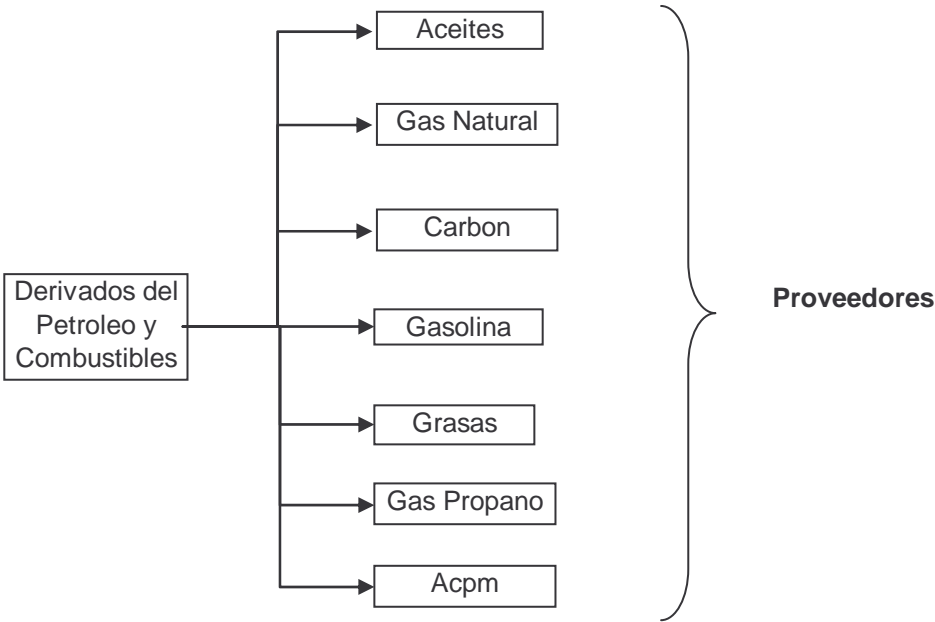 Aceites
Gas Natural
Carbon
Derivados del
Petroleo y
Combustibles
Gasolina
Grasas
Gas Propano
Acpm
Proveedores